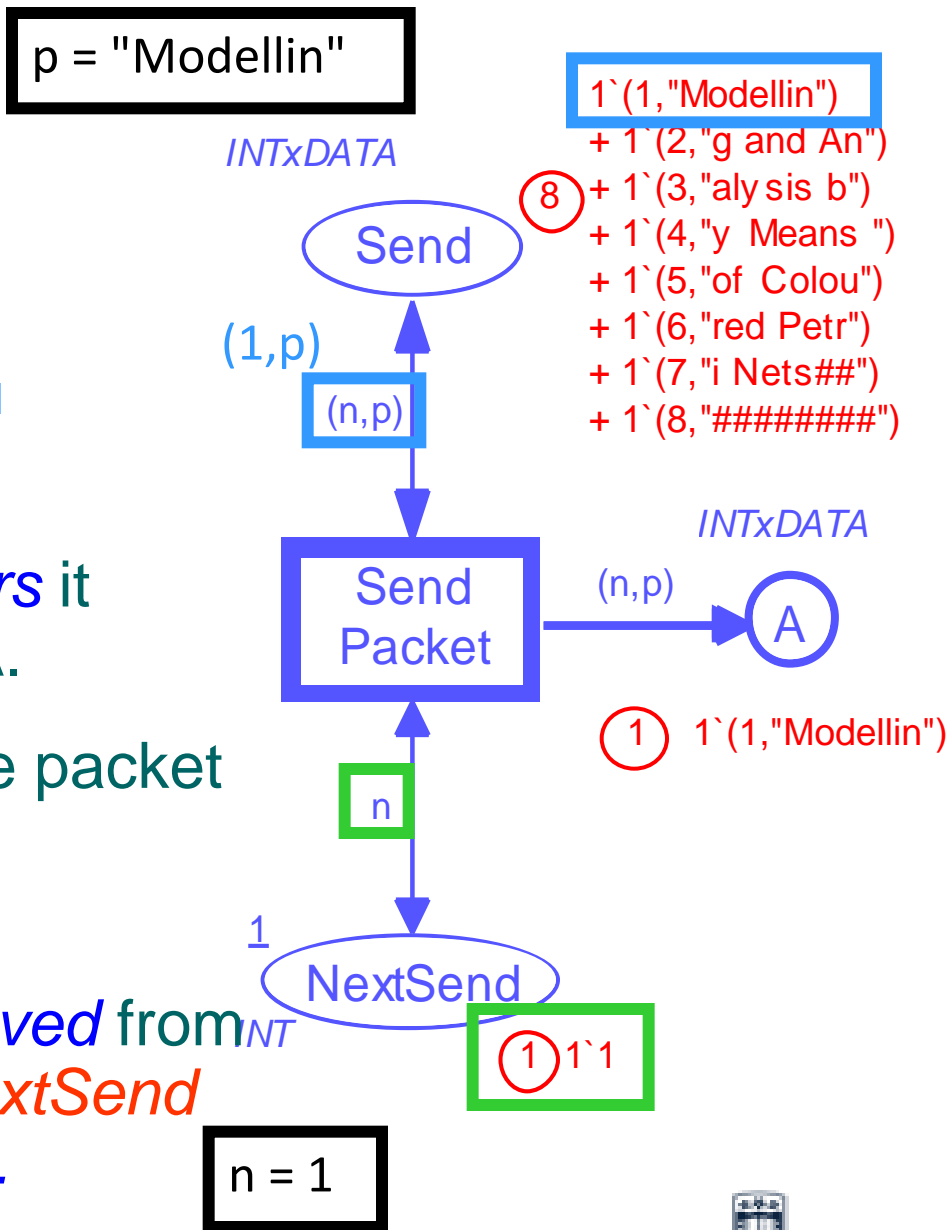 p = "Modellin"
1`(1,"Modellin")
+ 1`(2,"g and An")
INTxDATA
8
+ 1`(3,"alysis b")
Send
+ 1`(4,"y Means ")
+ 1`(5,"of Colou")
(1,p)
+ 1`(6,"red Petr")
+ 1`(7,"i Nets##")
(n,p)
+ 1`(8,"########")
INTxDATA
rs it
Send
Packet
(n,p)
A
1
1`(1,"Modellin")
e packet
n
1
NextSend
ved from
INT
1
1`1
xtSend
n = 1